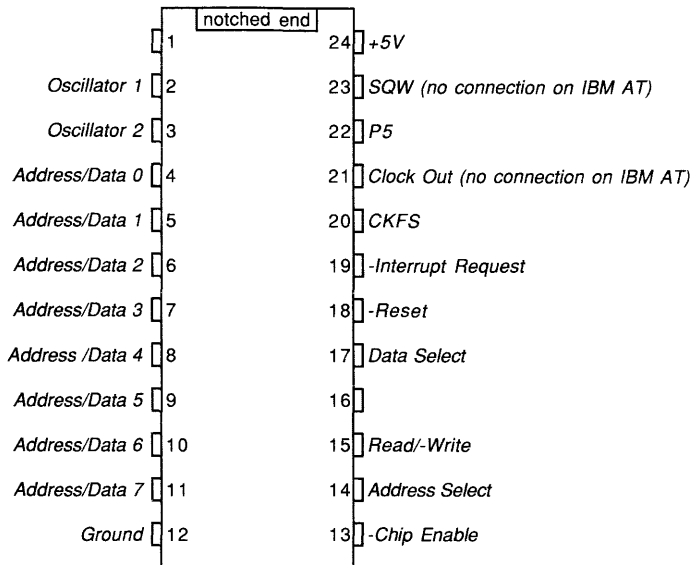 notched end
1 24 +5V
Oscillator 1 2 23 SQW (no connection on IBM AT)
Oscillator 2 3 22 P5
Address/Data 0 4 21 Clock Out (no connection on IBM AT)
Address/Data 1 5 20 CKFS
Address/Data 2 6 19 -Interrupt Request
Address/Data 3 7 18 -Reset
Address /Data 4 8 17 Data Select
Address/Data 5 9 16
Address/Data 6 10 15 Read/-Write
Address/Data 7 11 14 Address Select
Ground 12 13 -Chip Enable